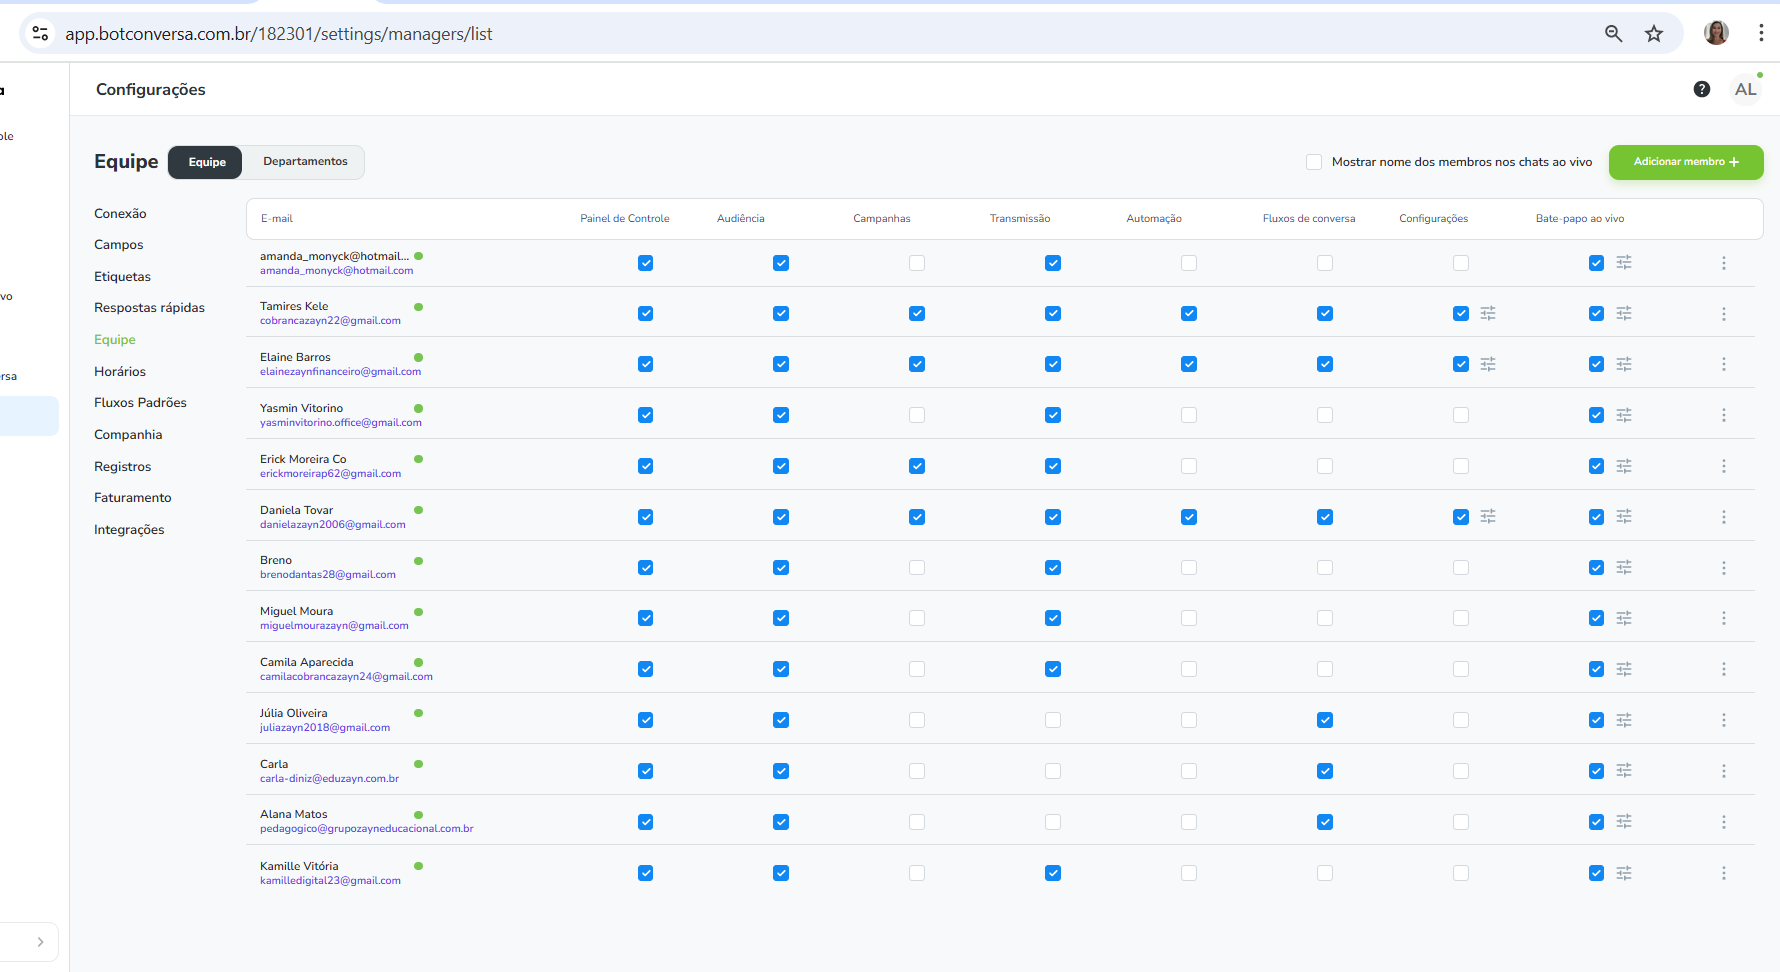 app.botconversa.com.br/182301/settings/managers/list
Configurações
AL
Equipe
Equipe
Departamentos
Mostrar nome dos membros nos chats ao vivo
Adicionar membro +
Conexão
Campos
Etiquetas
Respostas rápidas
Equipe
Horários
Fluxos Padrões
Companhia
Registros
Faturamento
Integrações
E-mail Painel de Controle Audiência Campanhas Transmissão Automação Fluxos de conversa Configurações Bate-papo ao vivo
amanda_monyck@hotmail...
amanda_monyck@hotmail.com
Tamires Kele
cobrancazayn22@gmail.com
Elaine Barros
elainezaynfinanceiro@gmail.com
Yasmin Vitorino
yasminvitorino.office@gmail.com
Erick Moreira Co
erickmoreirap62@gmail.com
Daniela Tovar
danielazayn2006@gmail.com
Breno
brenodantas28@gmail.com
Miguel Moura
miguelmourazayn@gmail.com
Camila Aparecida
camilacobrancazayn24@gmail.com
Júlia Oliveira
juliazayn2018@gmail.com
Carla
carla-diniz@eduzayn.com.br
Alana Matos
pedagogico@grupozayneducacional.com.br
Kamille Vitória
kamilledigital23@gmail.com